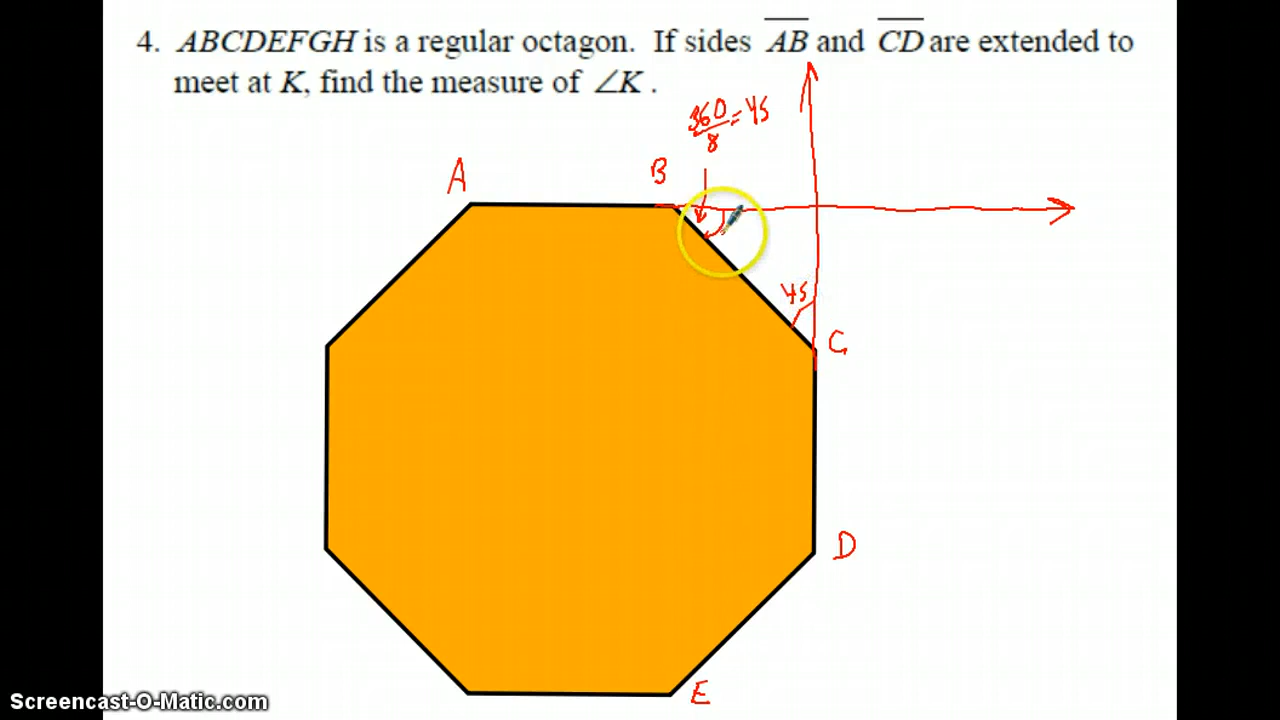 4. ABCDEFGH is a regular octagon. If sides AB and CD are extended to
meet at K, find the measure of ∠K .
360/8=45
A
B
45
C
D
E
Screencast-O-Matic.com